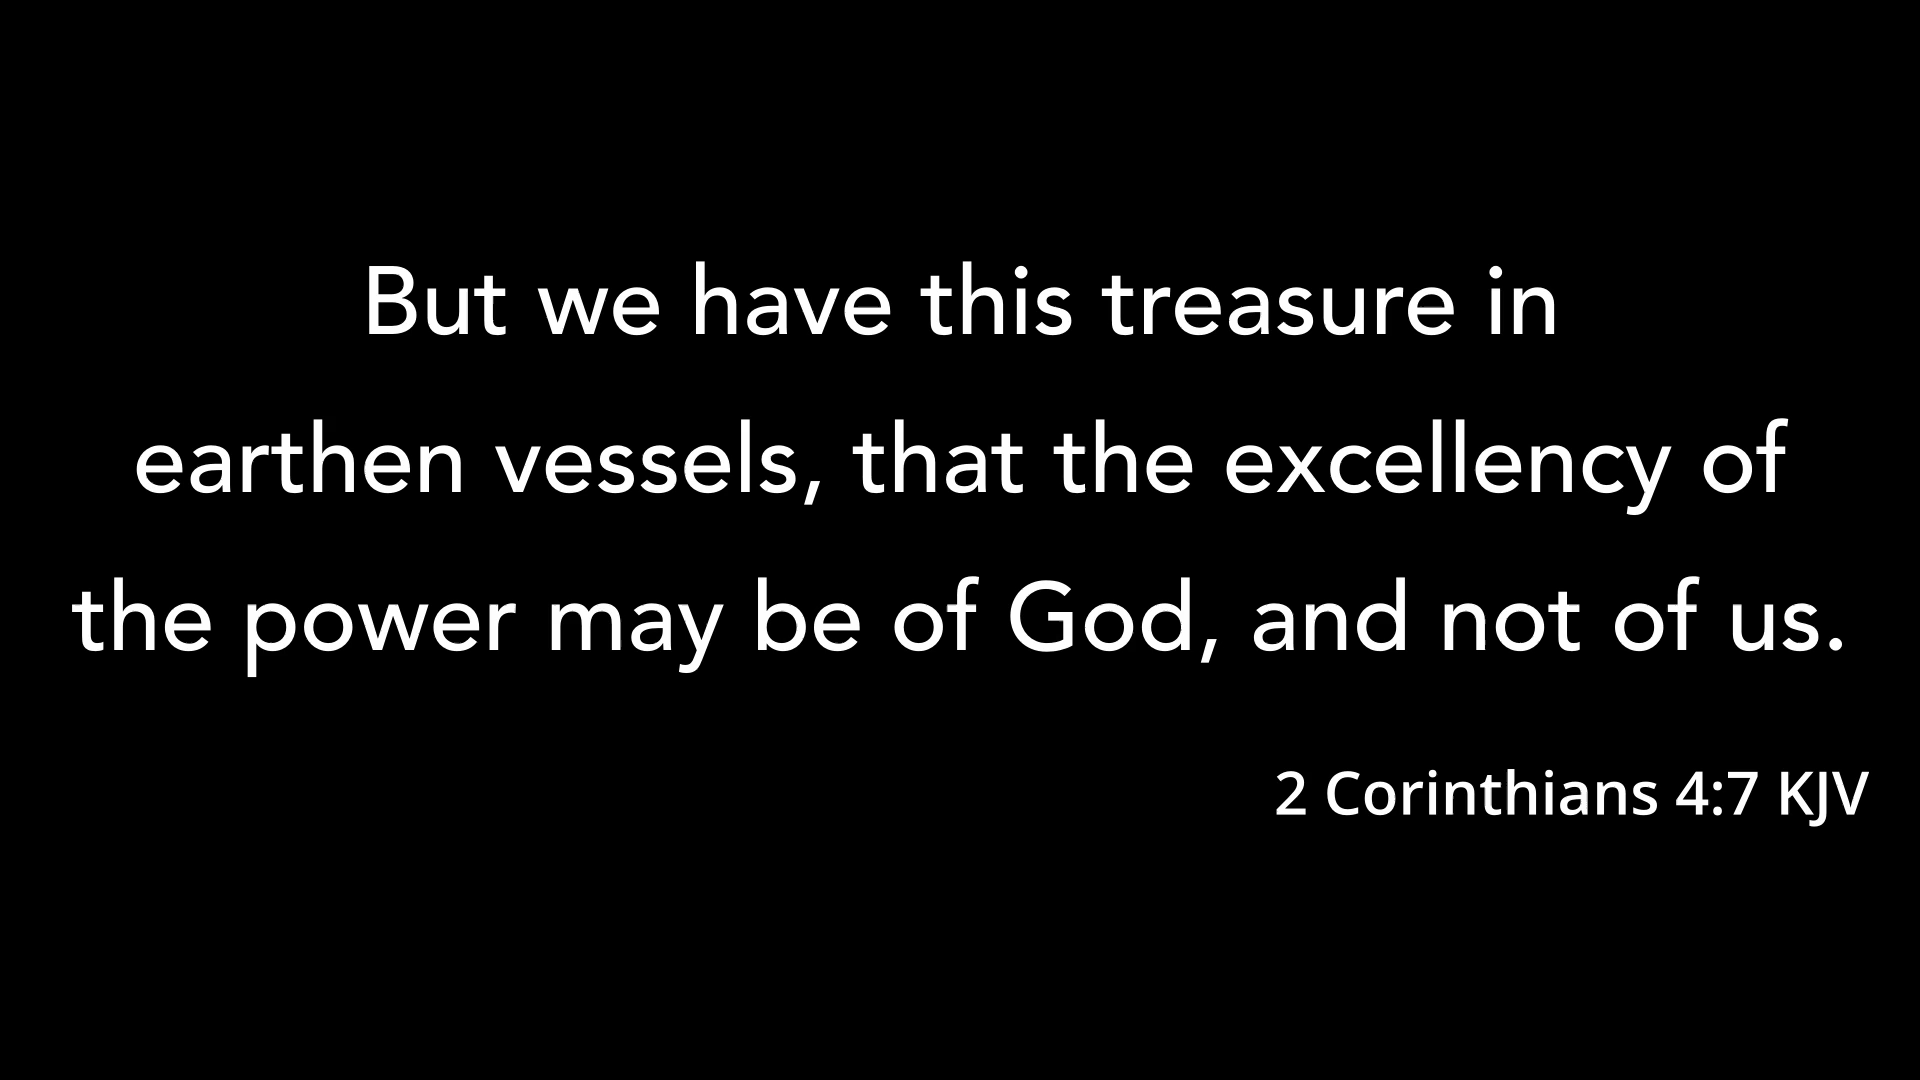 But we have this treasure in
earthen vessels, that the excellency of
the power may be of God, and not of us.
2 Corinthians 4:7 KJV